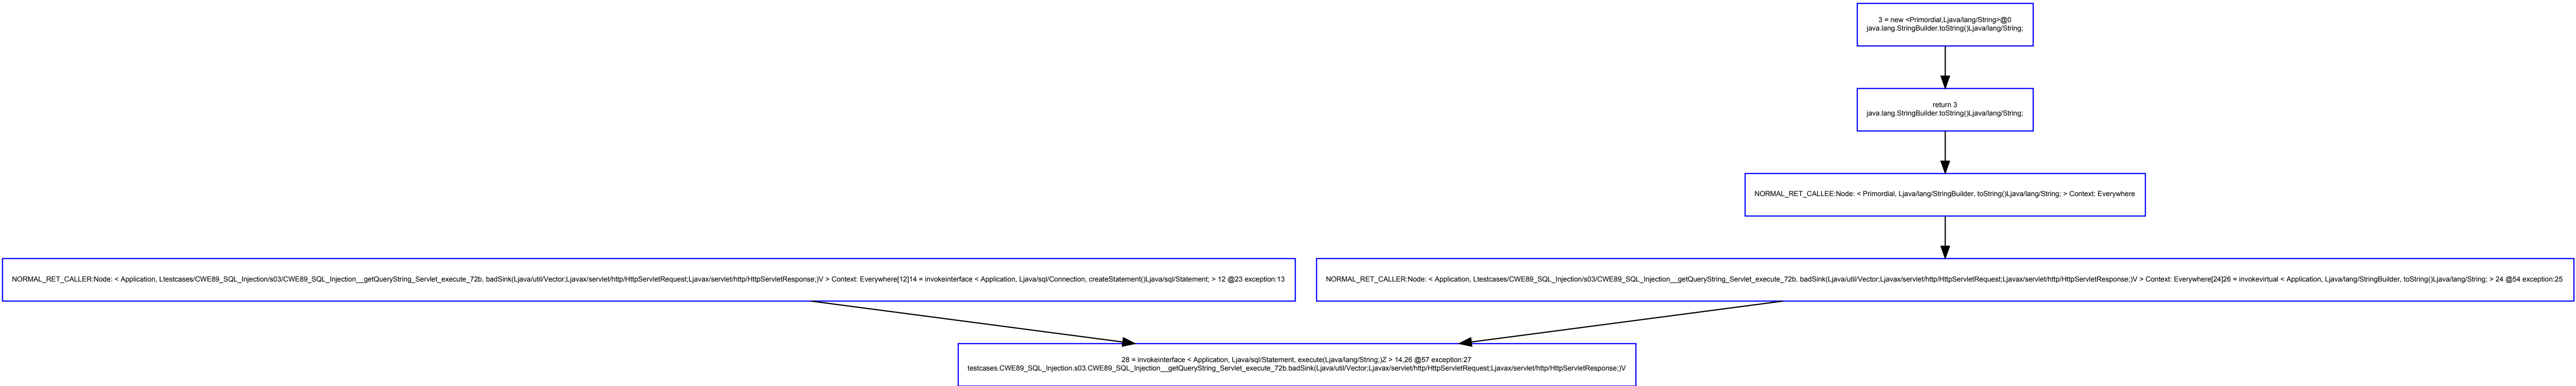 3 = new <Primordial,Ljava/lang/String>@0
java.lang.StringBuilder.toString()Ljava/lang/String;
return 3
java.lang.StringBuilder.toString()Ljava/lang/String;
NORMAL_RET_CALLEE:Node: < Primordial, Ljava/lang/StringBuilder, toString()Ljava/lang/String; > Context: Everywhere
NORMAL_RET_CALLER:Node: < Application, Ltestcases/CWE89_SQL_Injection/s03/CWE89_SQL_Injection__getQueryString_Servlet_execute_72b, badSink(Ljava/util/Vector;Ljavax/servlet/http/HttpServletRequest;Ljavax/servlet/http/HttpServletResponse;)V > Context: Everywhere[12]14 = invokeinterface < Application, Ljava/sql/Connection, createStatement()Ljava/sql/Statement; > 12 @23 exception:13
NORMAL_RET_CALLER:Node: < Application, Ltestcases/CWE89_SQL_Injection/s03/CWE89_SQL_Injection__getQueryString_Servlet_execute_72b, badSink(Ljava/util/Vector;Ljavax/servlet/http/HttpServletRequest;Ljavax/servlet/http/HttpServletResponse;)V > Context: Everywhere[24]26 = invokevirtual < Application, Ljava/lang/StringBuilder, toString()Ljava/lang/String; > 24 @54 exception:25
28 = invokeinterface < Application, Ljava/sql/Statement, execute(Ljava/lang/String;)Z > 14,26 @57 exception:27
testcases.CWE89_SQL_Injection.s03.CWE89_SQL_Injection__getQueryString_Servlet_execute_72b.badSink(Ljava/util/Vector;Ljavax/servlet/http/HttpServletRequest;Ljavax/servlet/http/HttpServletResponse;)V